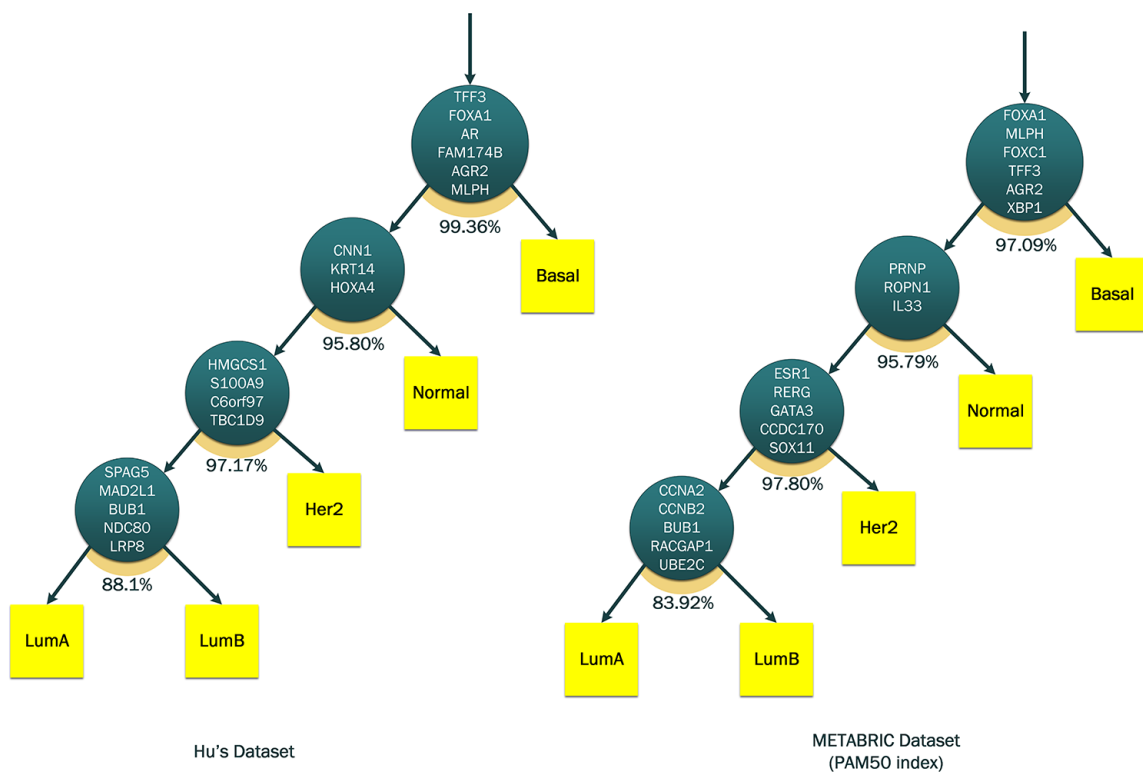 TFF3
FOXA1
AR
FAM174B
AGR2
MLPH
99.36%
Basal
CNN1
KRT14
HOXA4
95.80%
Normal
HMGCS1
S100A9
C6orf97
TBC1D9
97.17%
Her2
SPAG5
MAD2L1
BUB1
NDC80
LRP8
88.1%
LumA
LumB
Hu's Dataset
FOXA1
MLPH
FOXC1
TFF3
AGR2
XBP1
97.09%
Basal
PRNP
ROPN1
IL33
95.79%
Normal
ESR1
RERG
GATA3
CCDC170
SOX11
97.80%
Her2
CCNA2
CCNB2
BUB1
RACGAP1
UBE2C
83.92%
LumA
LumB
METABRIC Dataset
(PAM50 index)